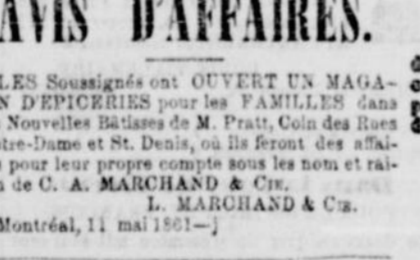 AVIS D'AFFAIRES.
LES Soussignés ont OUVERT UN MAGA-
N D'EPICERIES pour les FAMILLES dans
Nouvelles Bâtisses de M. Pratt, Coin des Rues
tre-Dame et St. Denis, où ils feront des affai-
pour leur propre compte sous les nom et rai-
n de C. A. MARCHAND & CIE.
L. MARCHAND & CIE.
Montréal, 11 mai 1861—j